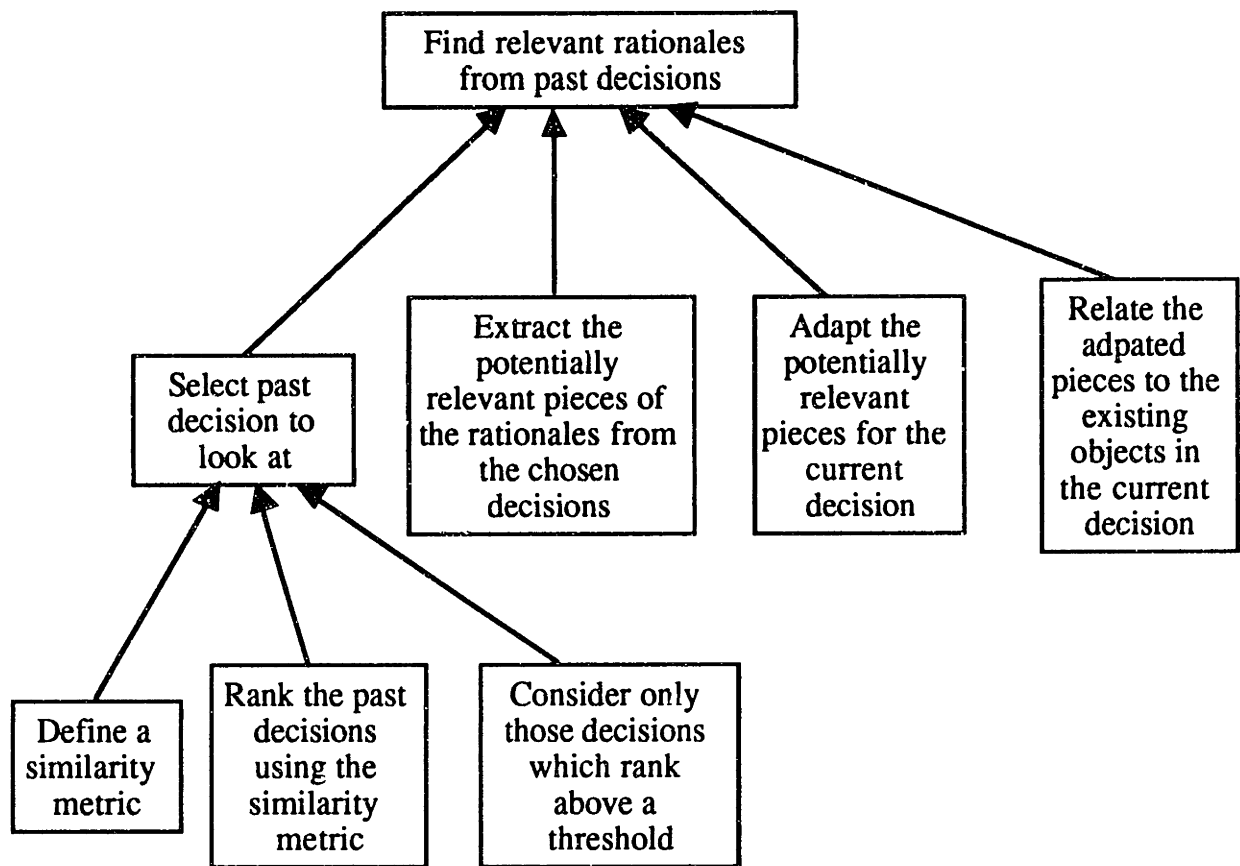 Find relevant rationales
from past decisions
Select past
decision to
look at
Extract the
potentially
relevant pieces of
the rationales from
the chosen
decisions
Adapt the
potentially
relevant
pieces for the
current
decision
Relate the
adpated
pieces to the
existing
objects in
the current
decision
Define a
similarity
metric
Rank the past
decisions
using the
similarity
metric
Consider only
those decisions
which rank
above a
threshold